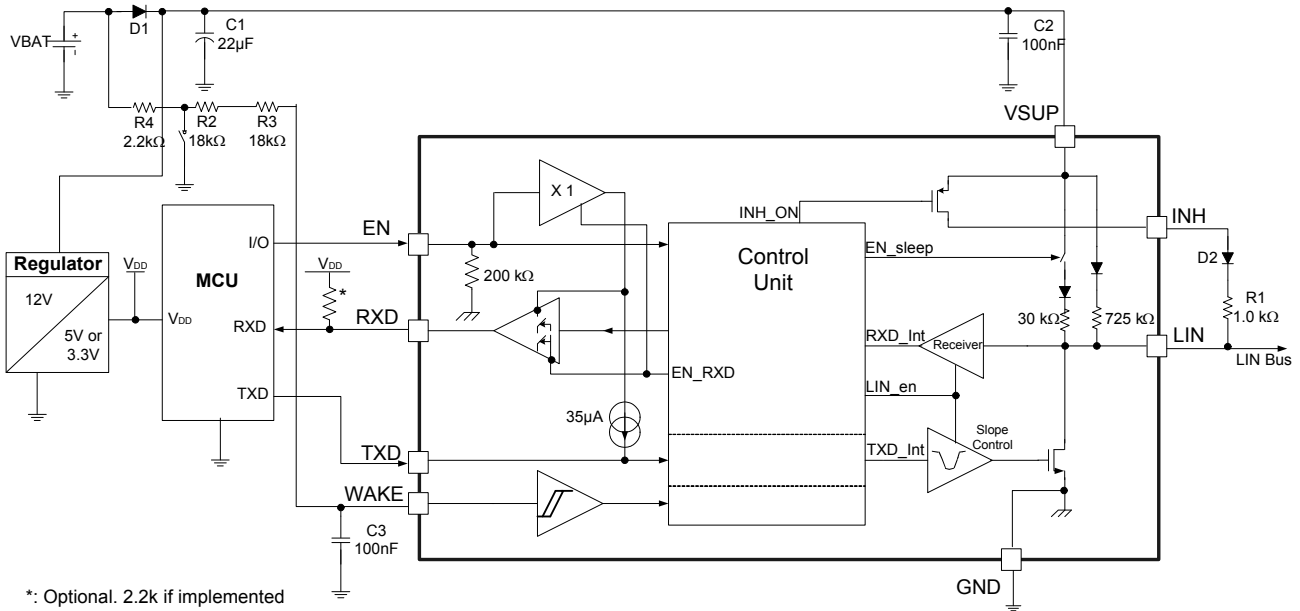 D1
C1
22µF
C2
100nF
VBAT
+
-
R4
2.2kΩ
R2
18kΩ
R3
18kΩ
VSUP
X 1
INH_ON
INH
I/O
EN
Control
Unit
EN_sleep
D2
Regulator
12V
5V or
3.3V
VDD
MCU
VDD
VDD
*
200 kΩ
R1
1.0 kΩ
30 kΩ
725 kΩ
RXD
RXD
RXD_Int
Receiver
LIN
LIN Bus
EN_RXD
TXD
LIN_en
35µA
Slope
Control
TXD
TXD_Int
WAKE
C3
100nF
GND
*: Optional. 2.2k if implemented